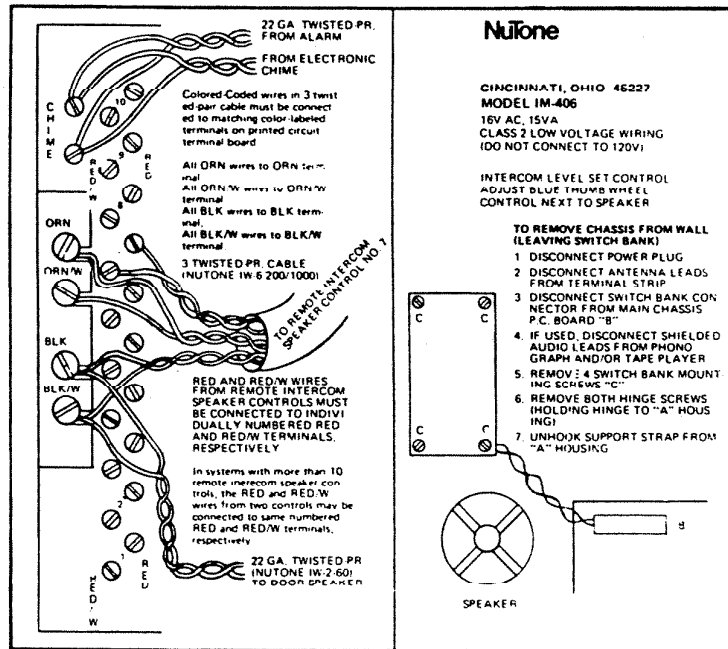 22 GA. TWISTED-PR.
FROM ALARM
FROM ELECTRONIC
CHIME
CHIME
10
RED/W
9
RED
8
Colored-Coded wires in 3 twist
ed-pair cable must be connect
ed to matching color-labeled
terminals on printed circuit
terminal board
All ORN wires to ORN term-
inal
All ORN/W wires to ORN/W
terminal
All BLK wires to BLK term-
inal,
All BLK/W wires to BLK/W
terminal.
3 TWISTED-PR. CABLE
(NUTONE IW-6 200/1000)
ORN
ORN/W
BLK
BLK/W
TO REMOTE INTERCOM
SPEAKER CONTROL NO. 7
RED AND RED/W WIRES
FROM REMOTE INTERCOM
SPEAKER CONTROLS MUST
BE CONNECTED TO INDIVI
DUALLY NUMBERED RED
AND RED/W TERMINALS,
RESPECTIVELY
In systems with more than 10
remote inerecom speaker con
trols, the RED and RED/W
wires from two controls may be
connected to same numbered
RED and RED/W terminals,
respectively
2
1
RED
RED/W
22 GA. TWISTED-PR
(NUTONE IW-2-60)
TO DOOR SPEAKER
NuTone
CINCINNATI, OHIO 45227
MODEL IM-406
16V AC, 15VA
CLASS 2 LOW VOLTAGE WIRING
(DO NOT CONNECT TO 120V)
INTERCOM LEVEL SET CONTROL
ADJUST BLUE THUMB WHEEL
CONTROL NEXT TO SPEAKER
TO REMOVE CHASSIS FROM WALL
(LEAVING SWITCH BANK)
1 DISCONNECT POWER PLUG
2 DISCONNECT ANTENNA LEADS
FROM TERMINAL STRIP
3 DISCONNECT SWITCH BANK CON
NECTOR FROM MAIN CHASSIS
P.C. BOARD "B"
4. IF USED, DISCONNECT SHIELDED
AUDIO LEADS FROM PHONO
GRAPH AND/OR TAPE PLAYER
5. REMOVE 4 SWITCH BANK MOUNT-
ING SCREWS "C"
6. REMOVE BOTH HINGE SCREWS
(HOLDING HINGE TO "A" HOUS
ING)
7. UNHOOK SUPPORT STRAP FROM
"A" HOUSING
C C
C C
B
SPEAKER